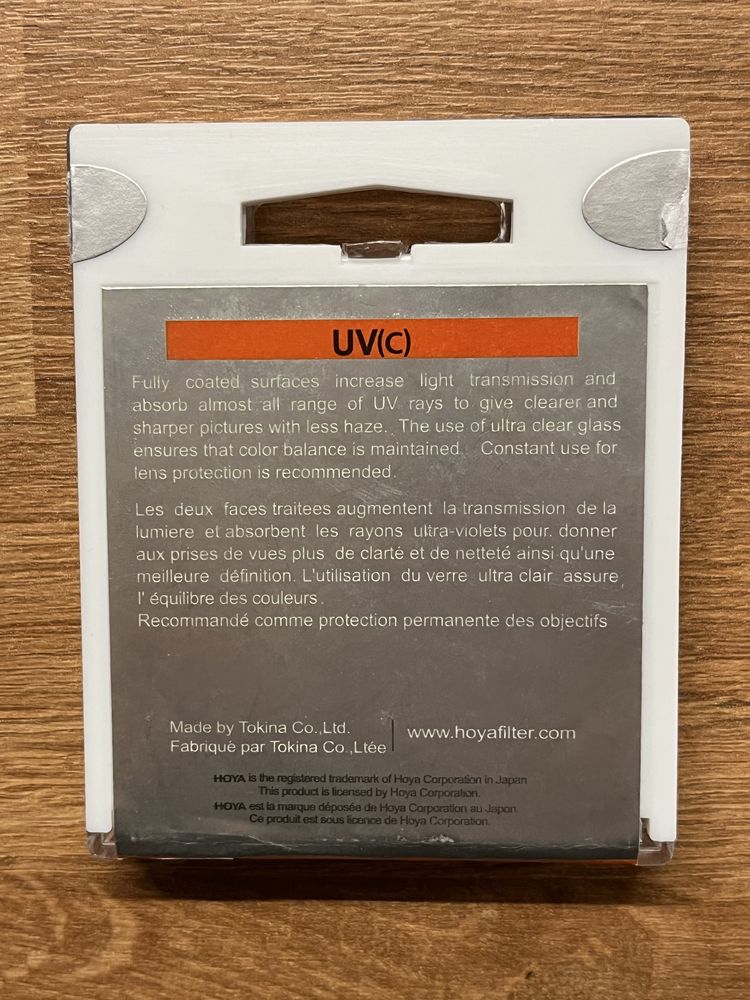 UV(C)
Fully coated surfaces increase light transmission and
absorb almost all range of UV rays to give clearer and
sharper pictures with less haze. The use of ultra clear glass
ensures that color balance is maintained. Constant use for
lens protection is recommended.
Les deux faces traitees augmentent la transmission de la
lumiere et absorbent les rayons ultra-violets pour. donner
aux prises de vues plus de clarté et de netteté ainsi qu'une
meilleure définition. L'utilisation du verre ultra clair assure
l' équilibre des couleurs.
Recommandé comme protection permanente des objectifs
Made by Tokina Co.,Ltd.
Fabriqué par Tokina Co.,Ltée
www.hoyafilter.com
HOYA is the registered trademark of Hoya Corporation in Japan
This product is licensed by Hoya Corporation.
HOYA est la marque déposée de Hoya Corporation au Japon.
Ce produit est sous licence de Hoya Corporation.